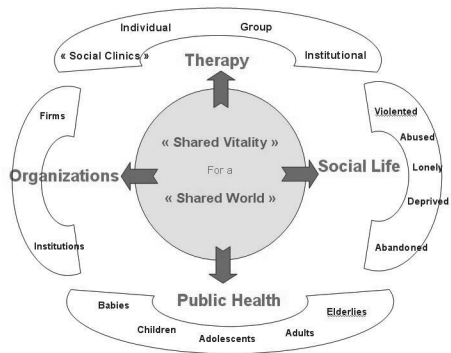 Individual
Group
« Social Clinics »
Institutional
Therapy
Firms
Organizations
Institutions
« Shared Vitality »
For a
« Shared World »
Violented
Abused
Social Life
Lonely
Deprived
Abandoned
Public Health
Babies
Children
Adolescents
Adults
Elderlies